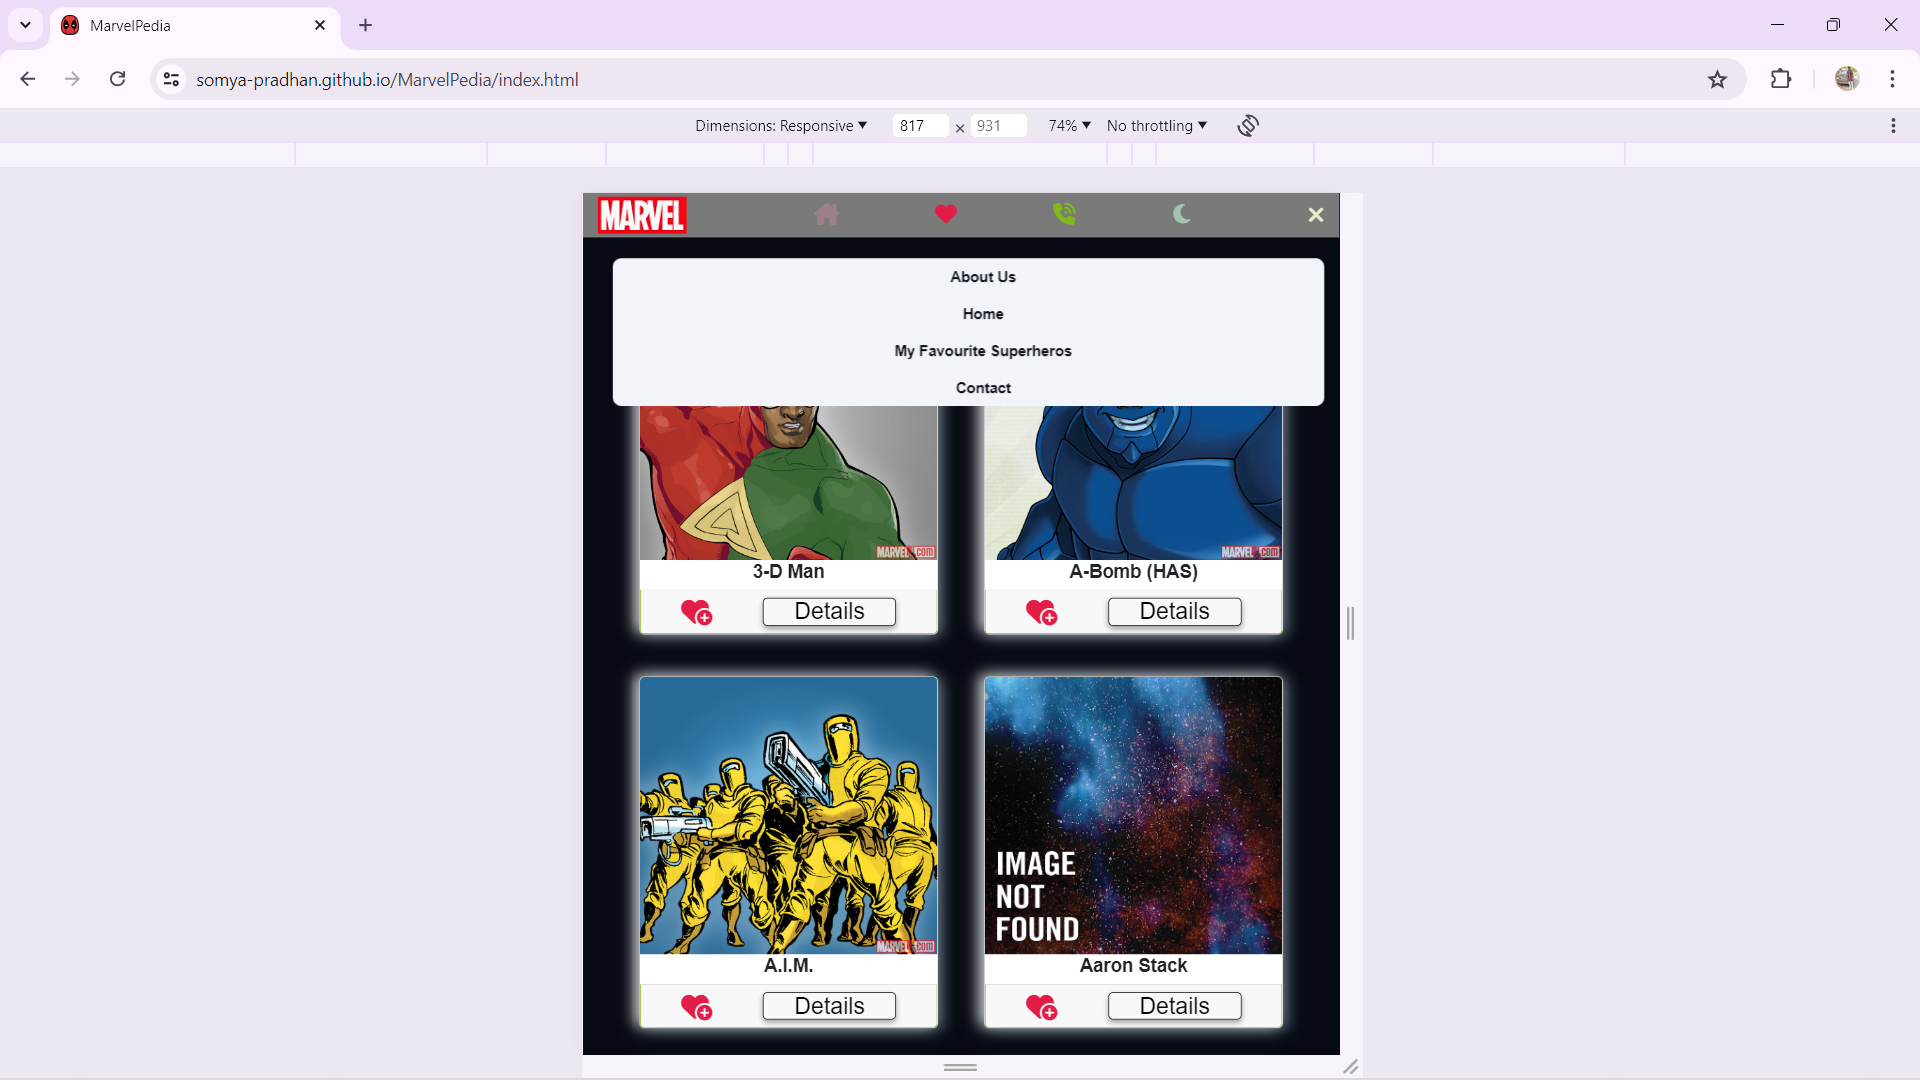 MarvelPedia
somya-pradhan.github.io/MarvelPedia/index.html
Dimensions: Responsive 817 × 931 74% No throttling
MARVEL
About Us
Home
My Favourite Superheros
Contact
MARVEL .com MARVEL .com
3-D Man A-Bomb (HAS)
Details Details
IMAGE
NOT
FOUND
MARVEL .com
A.I.M. Aaron Stack
Details Details